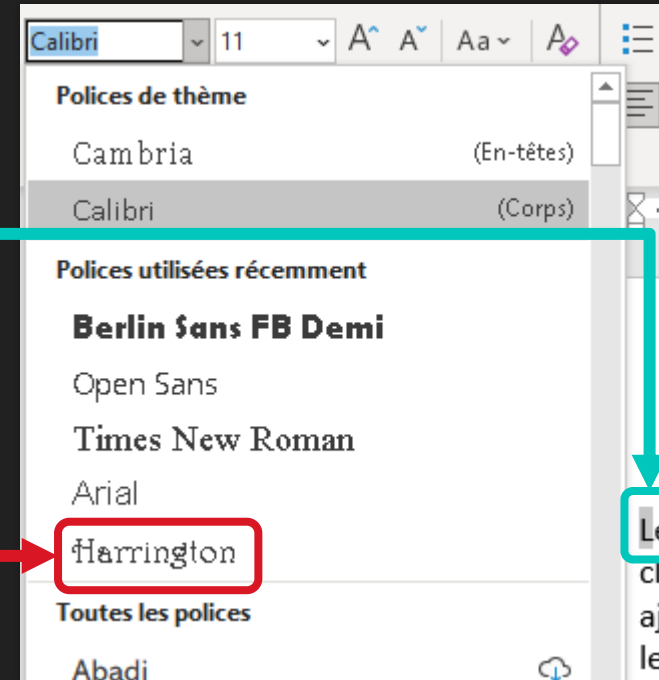 Calibri 11 A A Aa A
Polices de thème
Cambria (En-têtes)
Calibri (Corps)
Polices utilisées récemment
Berlin Sans FB Demi
Open Sans
Times New Roman
Arial
Harrington
Toutes les polices
Abadi